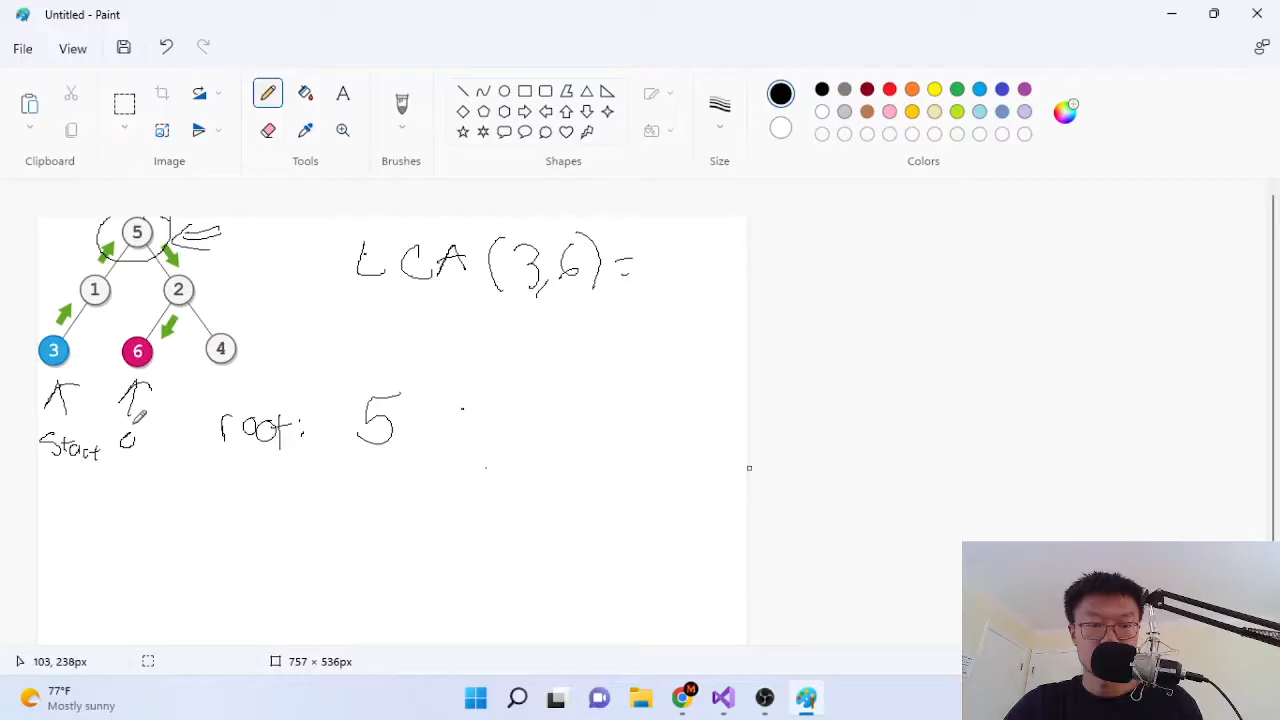 Untitled - Paint
File
View
Clipboard
Image
Tools
Brushes
Shapes
Size
Colors
A
5
1
2
3
6
4
LCA (3,6) =
start
root: 5
103, 238px
757 × 536px
77°F
Mostly sunny
M